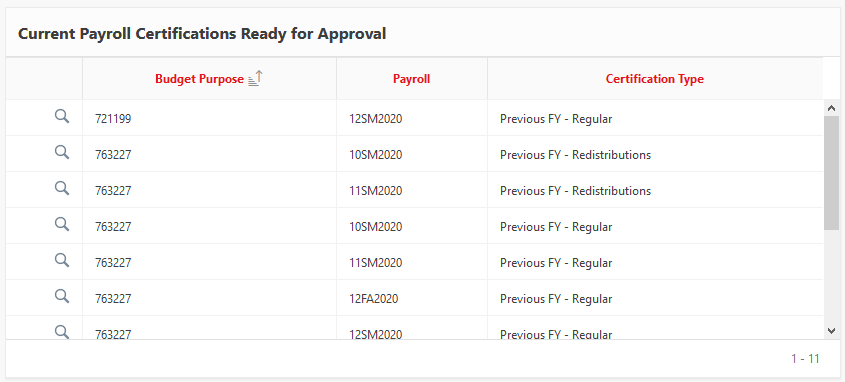 Current Payroll Certifications Ready for Approval
Budget Purpose Payroll Certification Type
721199 12SM2020 Previous FY - Regular
763227 10SM2020 Previous FY - Redistributions
763227 11SM2020 Previous FY - Redistributions
763227 10SM2020 Previous FY - Regular
763227 11SM2020 Previous FY - Regular
763227 12FA2020 Previous FY - Regular
763227 12SM2020 Previous FY - Regular
1 - 11